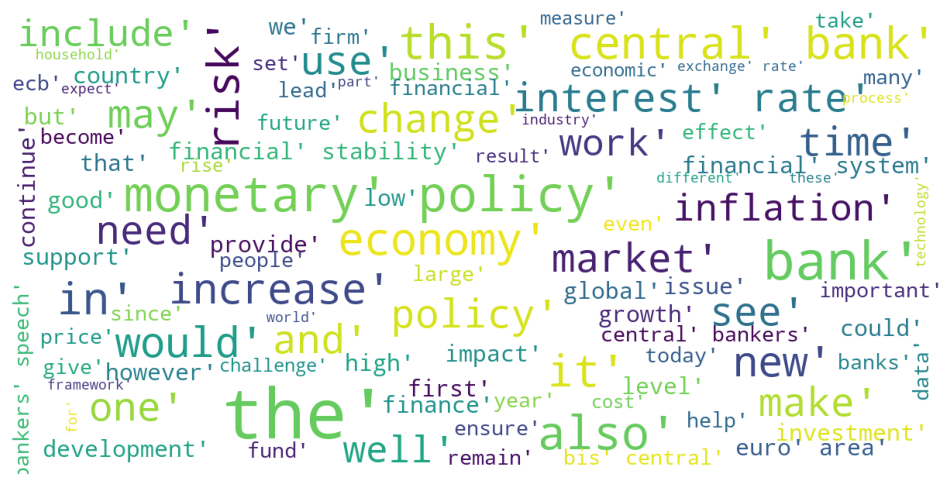 include' we' firm' measure' take'
household' this' central' bank'
risk' use' set' business' economic' exchange' rate' many'
ecb' country' expect' lead' part' financial' interest' rate' process'
but' may' future' change' industry' work' effect' time'
become' that' financial' stability' result' financial' system'
continue' rise' different' these'
good' monetary' policy' low' inflation' technology'
need' provide' economy' even'
support' people' large' market' bank'
in' increase' global' issue' important'
since' world' policy' growth' see'
price' would' and' central' bankers' could'
bankers' speech' give' however' challenge' high' impact' it' today' new' banks' data'
framework' first' level'
for' one' the' finance' year' cost' make'
ensure' also' help' investment'
development' fund' well' remain' bis' central' euro' area'